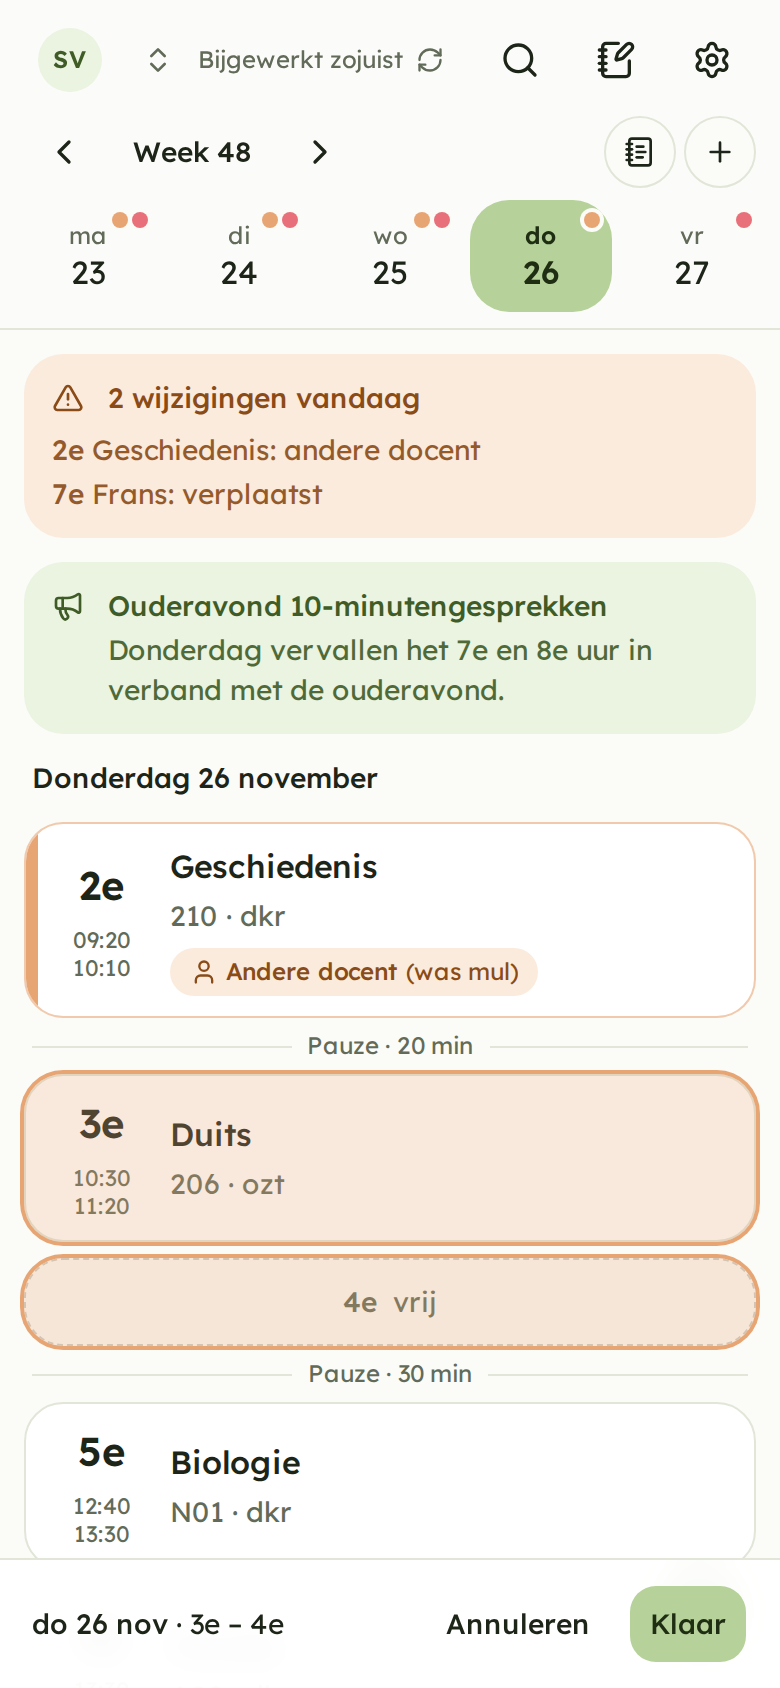 SV
Bijgewerkt zojuist
Week 48
ma
23
di
24
wo
25
do
26
vr
27
2 wijzigingen vandaag
2e Geschiedenis: andere docent
7e Frans: verplaatst
Ouderavond 10-minutengesprekken
Donderdag vervallen het 7e en 8e uur in
verband met de ouderavond.
Donderdag 26 november
2e
09:20
10:10
Geschiedenis
210 · dkr
Andere docent (was mul)
Pauze · 20 min
3e
10:30
11:20
Duits
206 · ozt
4e vrij
Pauze · 30 min
5e
12:40
13:30
Biologie
N01 · dkr
do 26 nov · 3e – 4e
Annuleren
Klaar